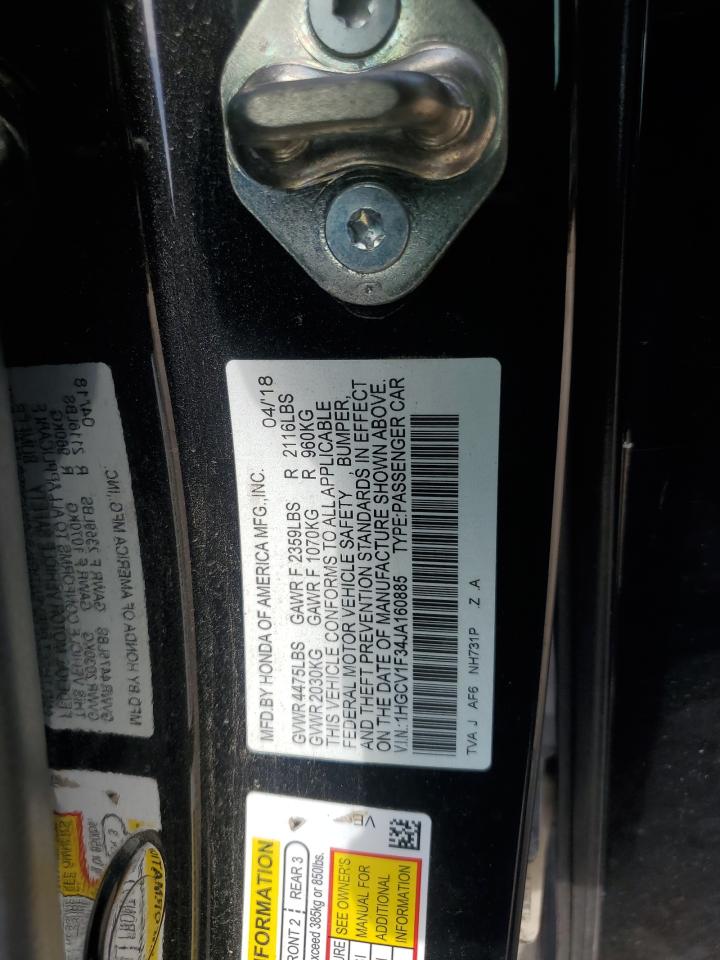 MFD.BY HONDA OF AMERICA MFG.,INC. 04/18
GVWR 4475LBS GAWR F 2359LBS R 2116LBS
GVWR 2030KG GAWR F 1070KG R 960KG
THIS VEHICLE CONFORMS TO ALL APPLICABLE
FEDERAL MOTOR VEHICLE SAFETY , BUMPER,
AND THEFT PREVENTION STANDARDS IN EFFECT
ON THE DATE OF MANUFACTURE SHOWN ABOVE.
V.I.N.:1HGCV1F34JA160885 TYPE:PASSENGER CAR
TVA J AF6 NH731P .Z .A
FORMATION
RONT 2 REAR 3
exceed 385kg or 850lbs.
URE SEE OWNER'S
MANUAL FOR
ADDITIONAL
INFORMATION